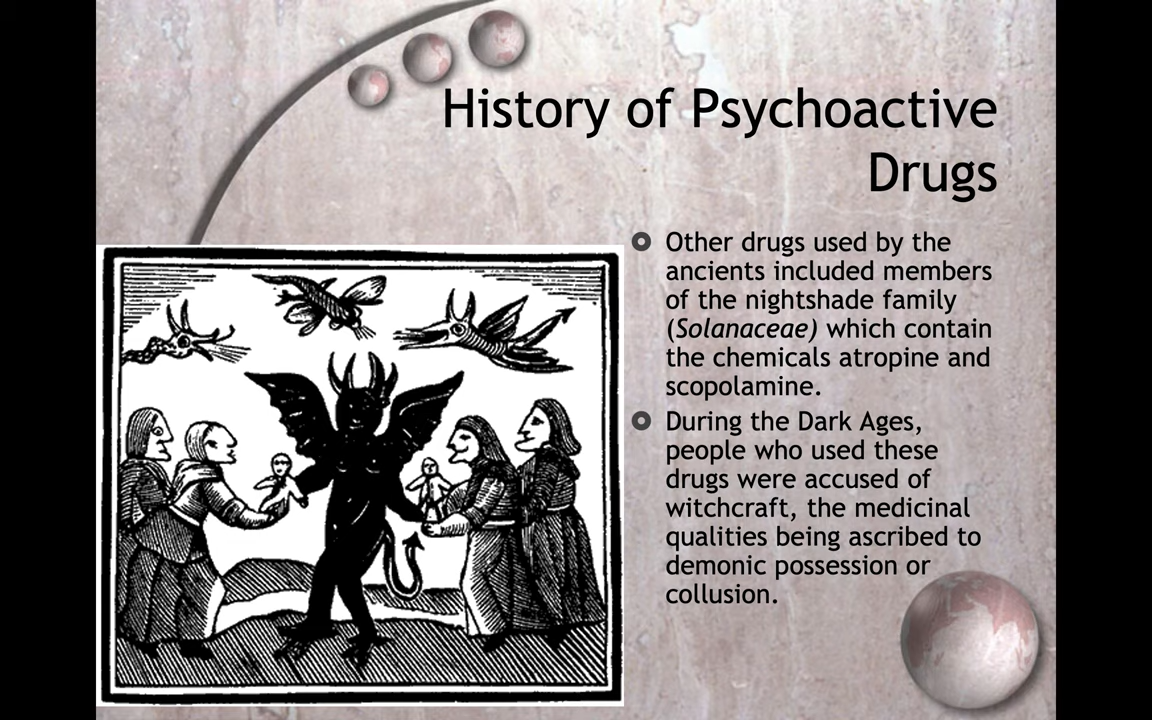 History of Psychoactive
Drugs
Other drugs used by the
ancients included members
of the nightshade family
(Solanaceae) which contain
the chemicals atropine and
scopolamine.
During the Dark Ages,
people who used these
drugs were accused of
witchcraft, the medicinal
qualities being ascribed to
demonic possession or
collusion.